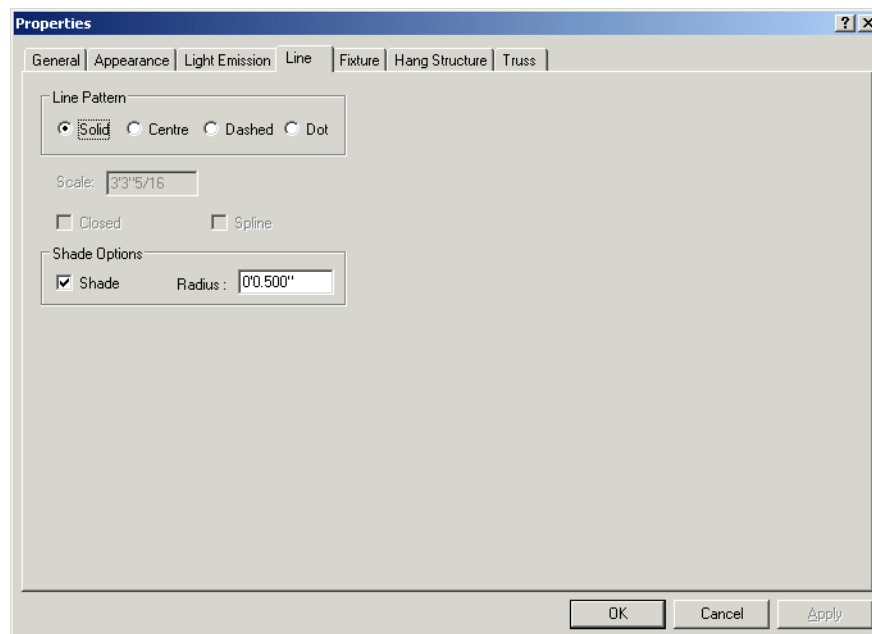 Properties
General Appearance Light Emission Line Fixture Hang Structure Truss
Line Pattern
Solid Centre Dashed Dot
Scale: 3'3"5/16
Closed Spline
Shade Options
Shade Radius : 0'0.500"
OK Cancel Apply